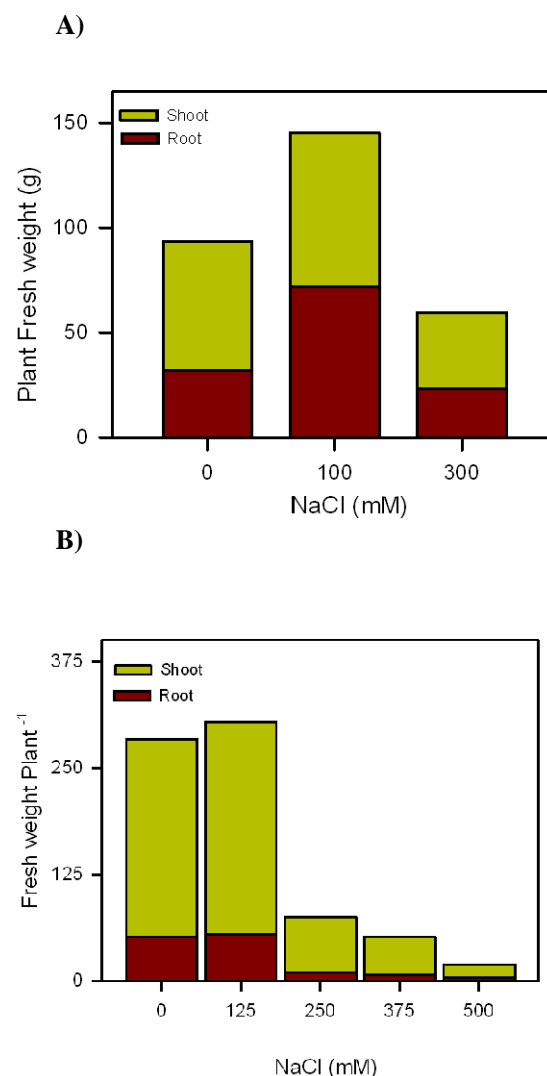 A)
Shoot
Root
150
100
50
0
Plant Fresh weight (g)
0 100 300
NaCl (mM)
B)
Shoot
Root
375
250
125
0
Fresh weight Plant -1
0 125 250 375 500
NaCl (mM)